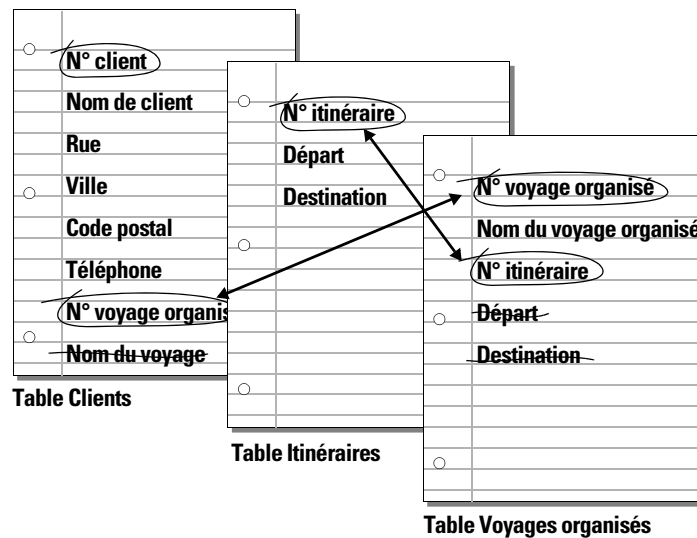 N° client
Nom de client
Rue
Ville
Code postal
Téléphone
N° voyage organis
Nom du voyage
Table Clients
N° itinéraire
Départ
Destination
Table Itinéraires
N° voyage organisé
Nom du voyage organisé
N° itinéraire
Départ
Destination
Table Voyages organisés